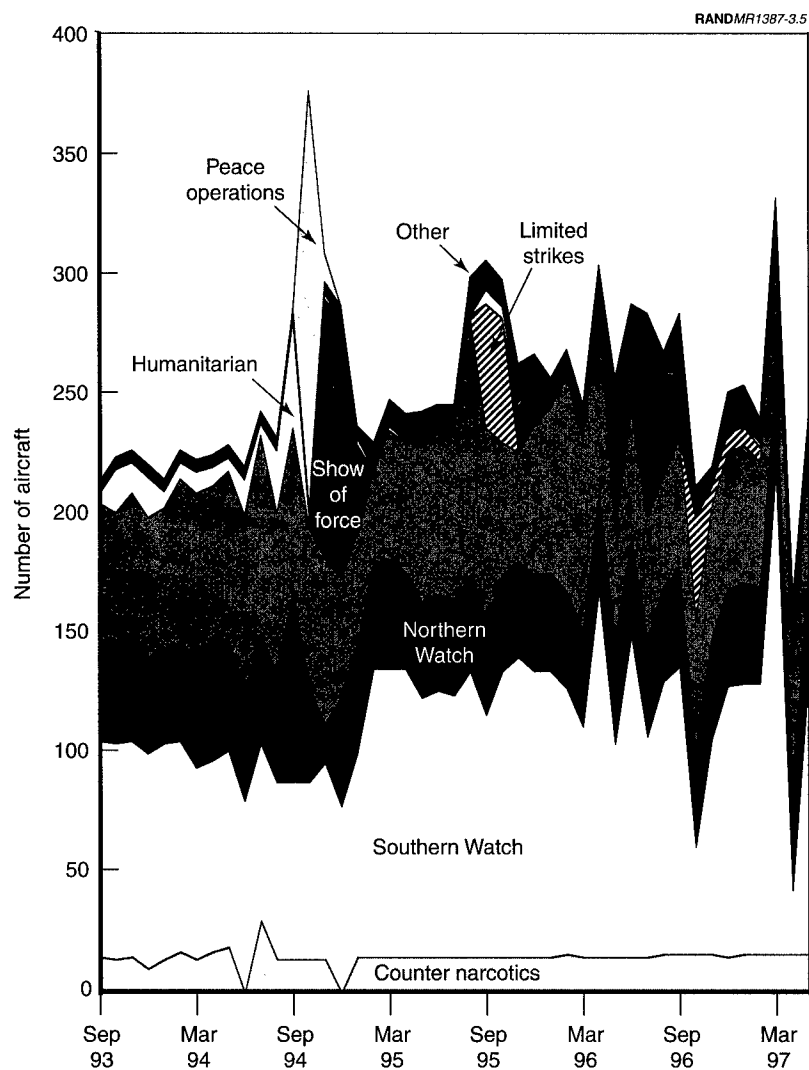 RANDMR1387-3.5
400
350
300
250
200
150
100
50
0
Number of aircraft
Peace
operations
Other
Limited
strikes
Humanitarian
Show
of
force
Northern
Watch
Southern Watch
Counter narcotics
Sep Mar Sep Mar Sep Mar Sep Mar
93 94 94 95 95 96 96 97